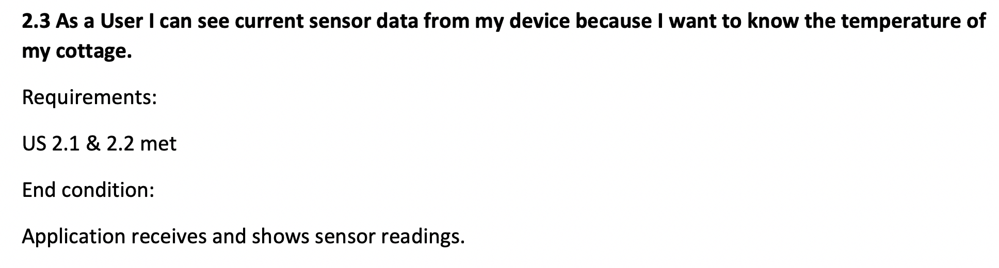 2.3 As a User I can see current sensor data from my device because I want to know the temperature of
my cottage.
Requirements:
US 2.1 & 2.2 met
End condition:
Application receives and shows sensor readings.